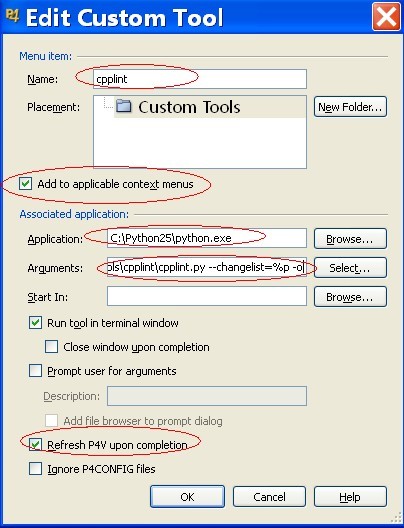 P4 Edit Custom Tool
Menu item:
Name: cpplint
Placement: Custom Tools New Folder...
Add to applicable context menus
Associated application:
Application: C:\Python25\python.exe Browse...
Arguments: ols\cpplint\cpplint.py --changelist=%p -o Select...
Start In: Browse...
Run tool in terminal window
Close window upon completion
Prompt user for arguments
Description:
Add file browser to prompt dialog
Refresh P4V upon completion
Ignore P4CONFIG files
OK Cancel Help